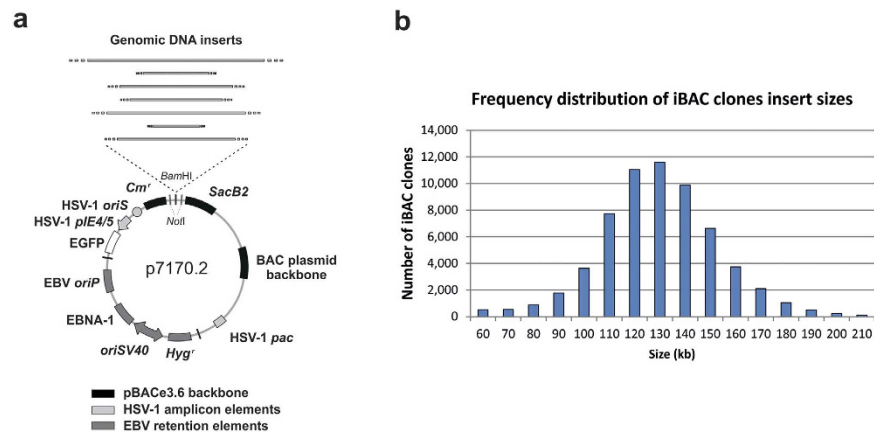 a
Genomic DNA inserts
BamHI
Cmʳ
SacB2
HSV-1 oriS
NotI
HSV-1 pIE4/5
EGFP
p7170.2
BAC plasmid
backbone
EBV oriP
EBNA-1
HSV-1 pac
oriSV40
Hygʳ
pBACe3.6 backbone
HSV-1 amplicon elements
EBV retention elements
b
Frequency distribution of iBAC clones insert sizes
Number of iBAC clones
14,000
12,000
10,000
8,000
6,000
4,000
2,000
0
60 70 80 90 100 110 120 130 140 150 160 170 180 190 200 210
Size (kb)